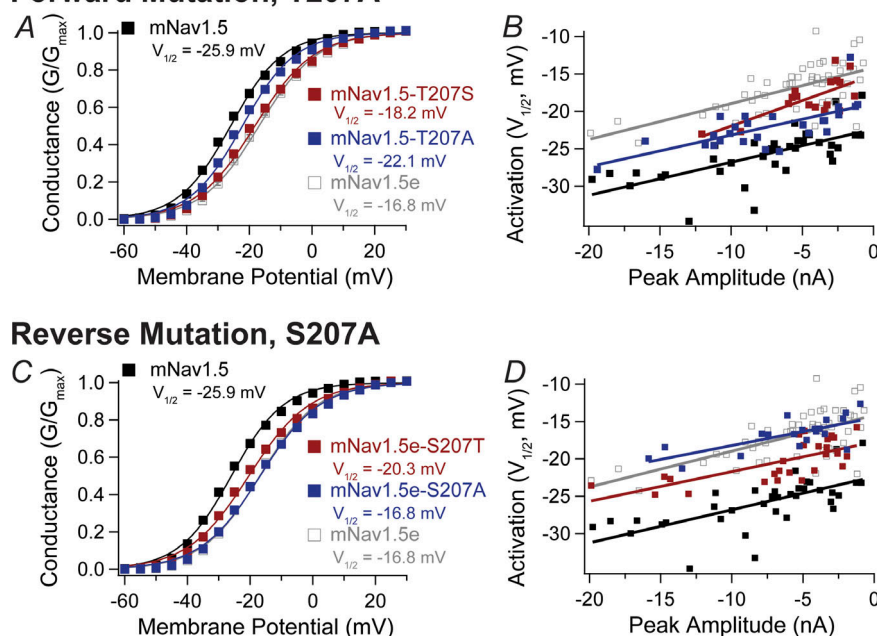 Forward Mutation, T207A
A
mNav1.5
V1/2 = -25.9 mV
mNav1.5-T207S
V1/2 = -18.2 mV
mNav1.5-T207A
V1/2 = -22.1 mV
mNav1.5e
V1/2 = -16.8 mV
Conductance (G/Gmax)
1.0
0.8
0.6
0.4
0.2
0.0
-60 -40 -20 0 20
Membrane Potential (mV)
B
Activation (V1/2, mV)
-10
-15
-20
-25
-30
-20 -15 -10 -5 0
Peak Amplitude (nA)
Reverse Mutation, S207A
C
mNav1.5
V1/2 = -25.9 mV
mNav1.5e-S207T
V1/2 = -20.3 mV
mNav1.5e-S207A
V1/2 = -16.8 mV
mNav1.5e
V1/2 = -16.8 mV
Conductance (G/Gmax)
1.0
0.8
0.6
0.4
0.2
0.0
-60 -40 -20 0 20
Membrane Potential (mV)
D
Activation (V1/2, mV)
-10
-15
-20
-25
-30
-20 -15 -10 -5 0
Peak Amplitude (nA)